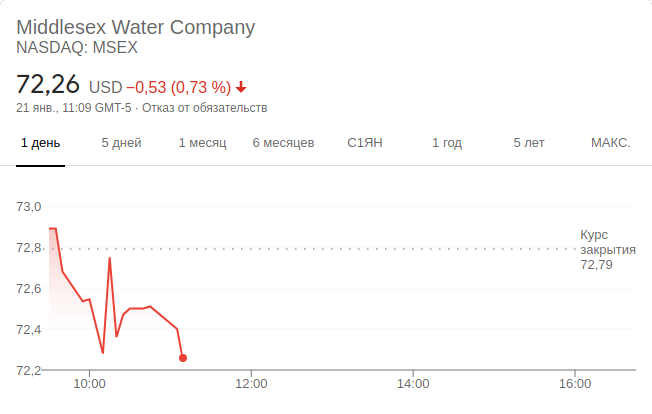 Middlesex Water Company
NASDAQ: MSEX
72,26 USD −0,53 (0,73 %)
21 янв., 11:09 GMT-5 · Отказ от обязательств
1 день 5 дней 1 месяц 6 месяцев С1ЯН 1 год 5 лет МАКС.
73,0
72,8
72,6
72,4
72,2
Курс
закрытия
72,79
10:00 12:00 14:00 16:00